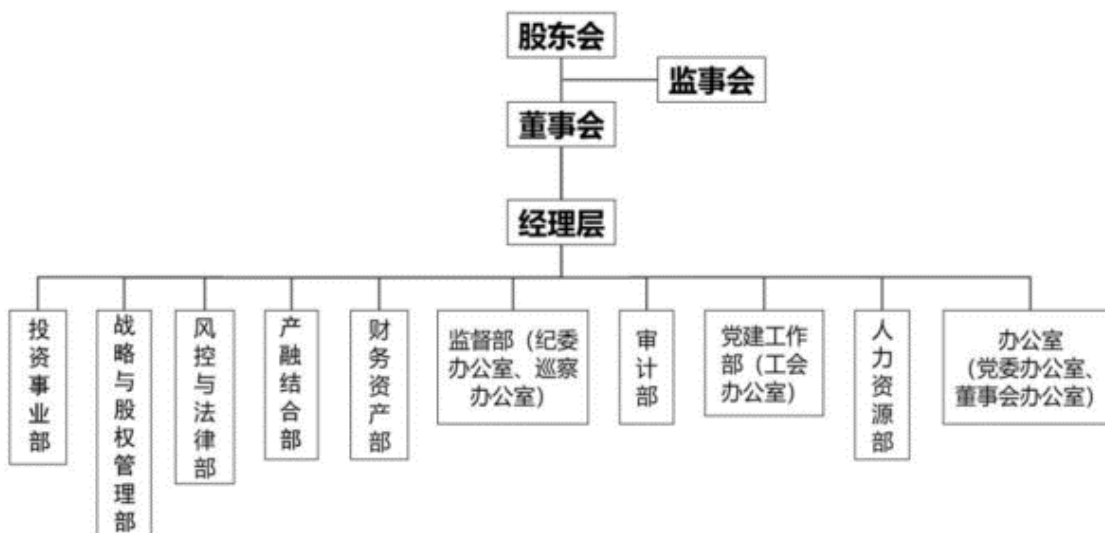 股东会
监事会
董事会
经理层
投资事业部
战略与股权管理部
风控与法律部
产融结合部
财务资产部
监督部（纪委
办公室、巡察
办公室）
审计部
党建工作
部（工会
办公室）
人力资源部
办公室
（党委办公室、
董事会办公室）